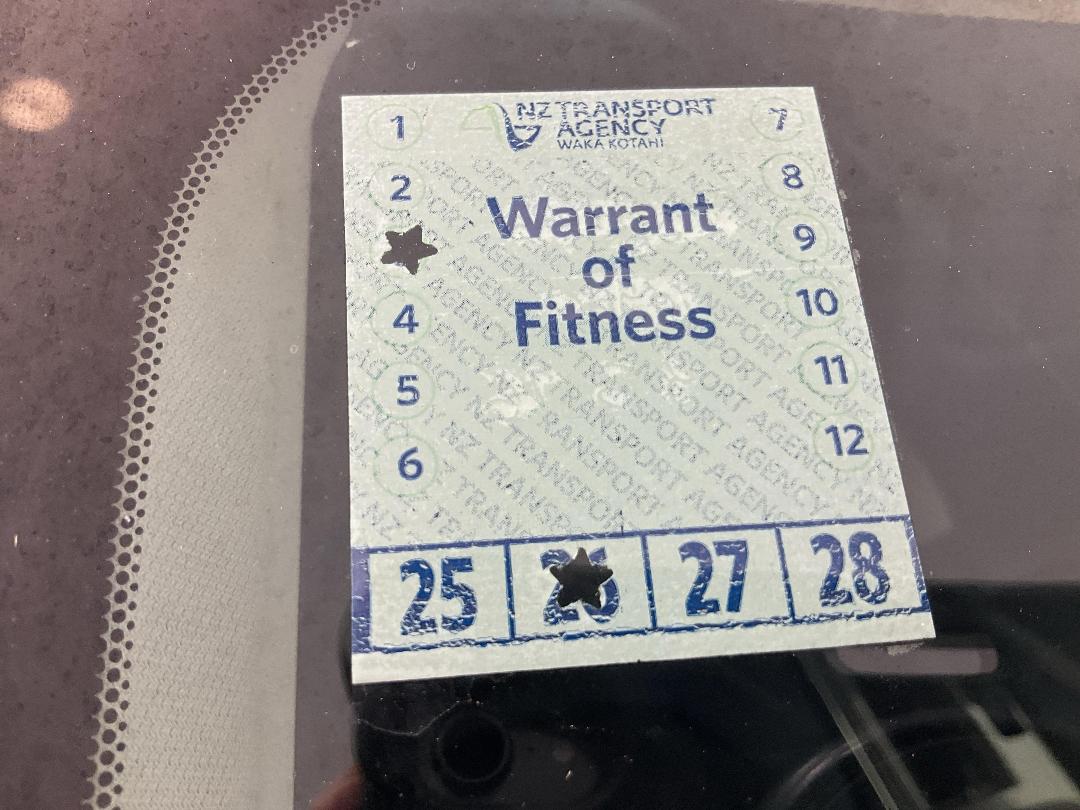 NZ TRANSPORT
AGENCY
WAKA KOTAHI
Warrant
of
Fitness
1
2
4
5
6
7
8
9
10
11
12
25
26
27
28